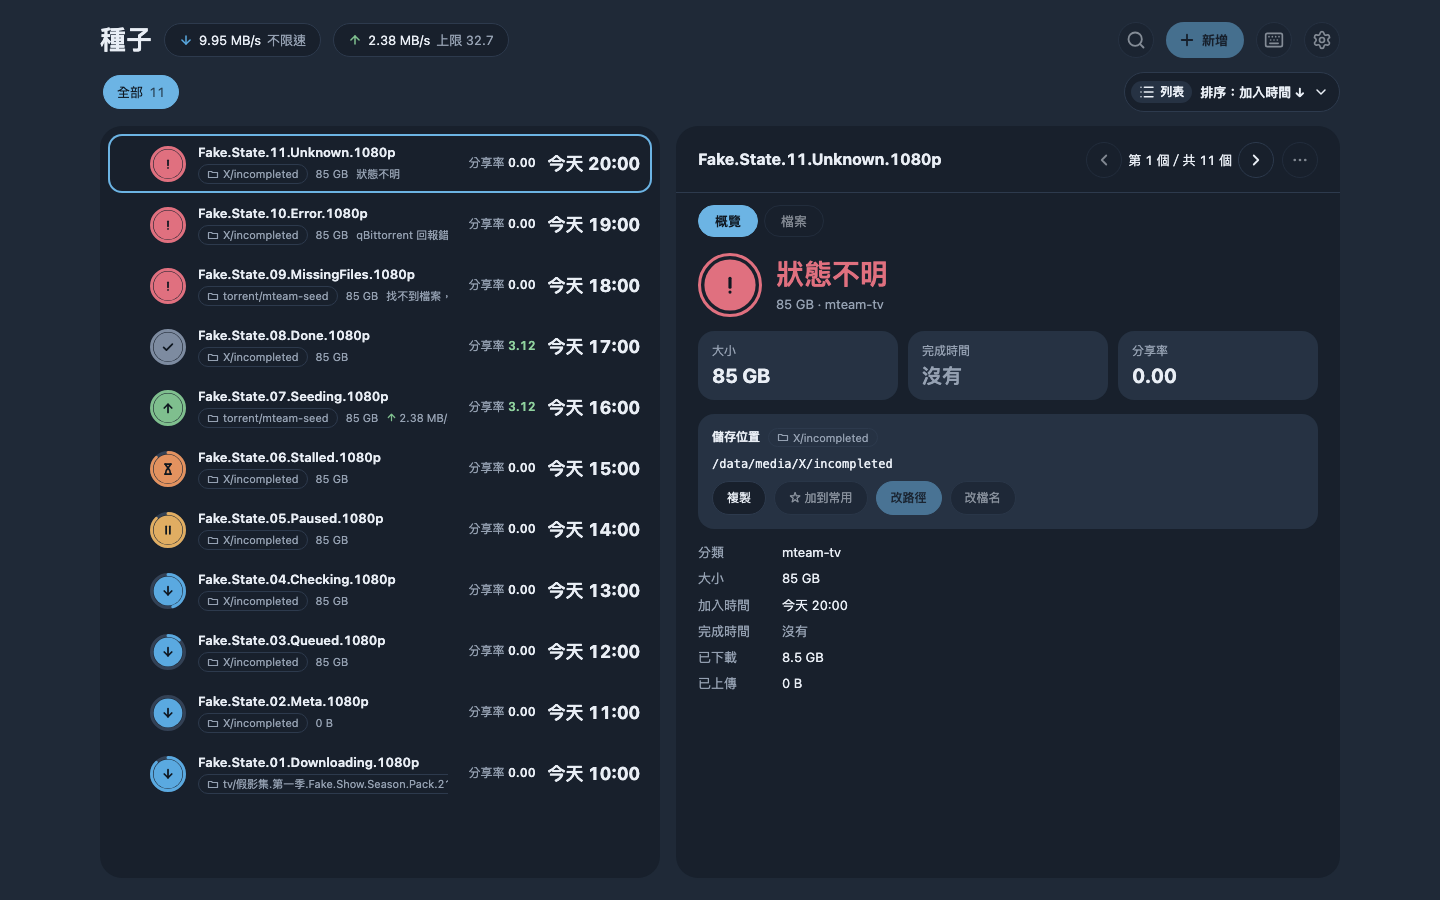 種子 9.95 MB/s 不限速 2.38 MB/s 上限 32.7 新增
全部 11 列表 排序：加入時間
Fake.State.11.Unknown.1080p
X/incompleted 85 GB 狀態不明
分享率 0.00 今天 20:00
Fake.State.10.Error.1080p
X/incompleted 85 GB qBittorrent 回報錯
分享率 0.00 今天 19:00
Fake.State.09.MissingFiles.1080p
torrent/mteam-seed 85 GB 找不到檔案，
分享率 0.00 今天 18:00
Fake.State.08.Done.1080p
X/incompleted 85 GB
分享率 3.12 今天 17:00
Fake.State.07.Seeding.1080p
torrent/mteam-seed 85 GB 2.38 MB/
分享率 3.12 今天 16:00
Fake.State.06.Stalled.1080p
X/incompleted 85 GB
分享率 0.00 今天 15:00
Fake.State.05.Paused.1080p
X/incompleted 85 GB
分享率 0.00 今天 14:00
Fake.State.04.Checking.1080p
X/incompleted 85 GB
分享率 0.00 今天 13:00
Fake.State.03.Queued.1080p
X/incompleted 85 GB
分享率 0.00 今天 12:00
Fake.State.02.Meta.1080p
X/incompleted 0 B
分享率 0.00 今天 11:00
Fake.State.01.Downloading.1080p
tv/假影集.第一季.Fake.Show.Season.Pack.2
分享率 0.00 今天 10:00
Fake.State.11.Unknown.1080p 第 1 個 / 共 11 個
概覽 檔案
狀態不明
85 GB · mteam-tv
大小 完成時間 分享率
85 GB 沒有 0.00
儲存位置 X/incompleted
/data/media/X/incompleted
複製 加到常用 改路徑 改檔名
分類 mteam-tv
大小 85 GB
加入時間 今天 20:00
完成時間 沒有
已下載 8.5 GB
已上傳 0 B